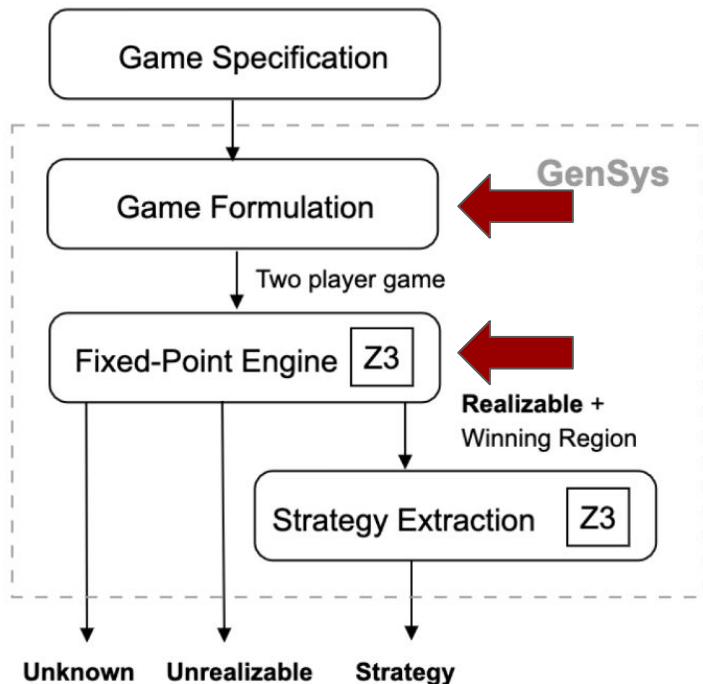 Game Specification
GenSys
Game Formulation
Two player game
Fixed-Point Engine
Z3
Realizable +
Winning Region
Strategy Extraction
Z3
Unknown
Unrealizable
Strategy